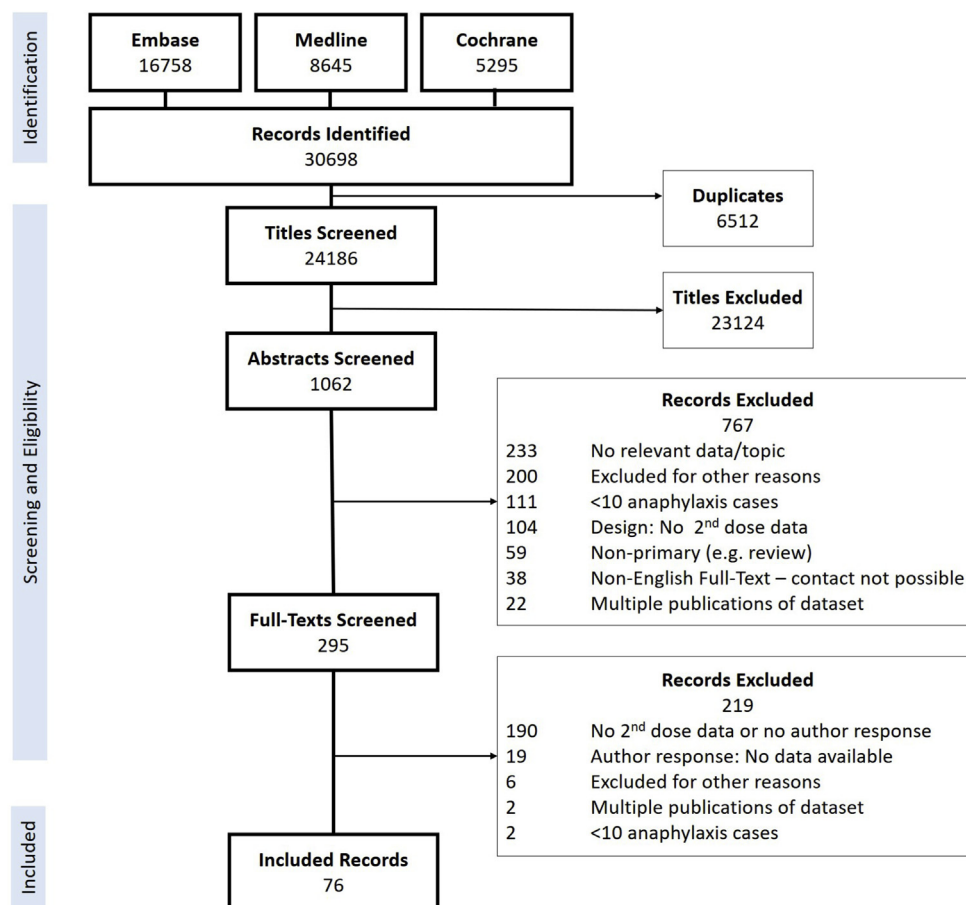 Identification
Embase
16758
Medline
8645
Cochrane
5295
Records Identified
30698
Duplicates
6512
Screening and Eligibility
Titles Screened
24186
Titles Excluded
23124
Abstracts Screened
1062
Records Excluded
767
233 No relevant data/topic
200 Excluded for other reasons
111 <10 anaphylaxis cases
104 Design: No 2nd dose data
59 Non-primary (e.g. review)
38 Non-English Full-Text – contact not possible
22 Multiple publications of dataset
Full-Texts Screened
295
Records Excluded
219
190 No 2nd dose data or no author response
19 Author response: No data available
6 Excluded for other reasons
2 Multiple publications of dataset
2 <10 anaphylaxis cases
Included
Included Records
76